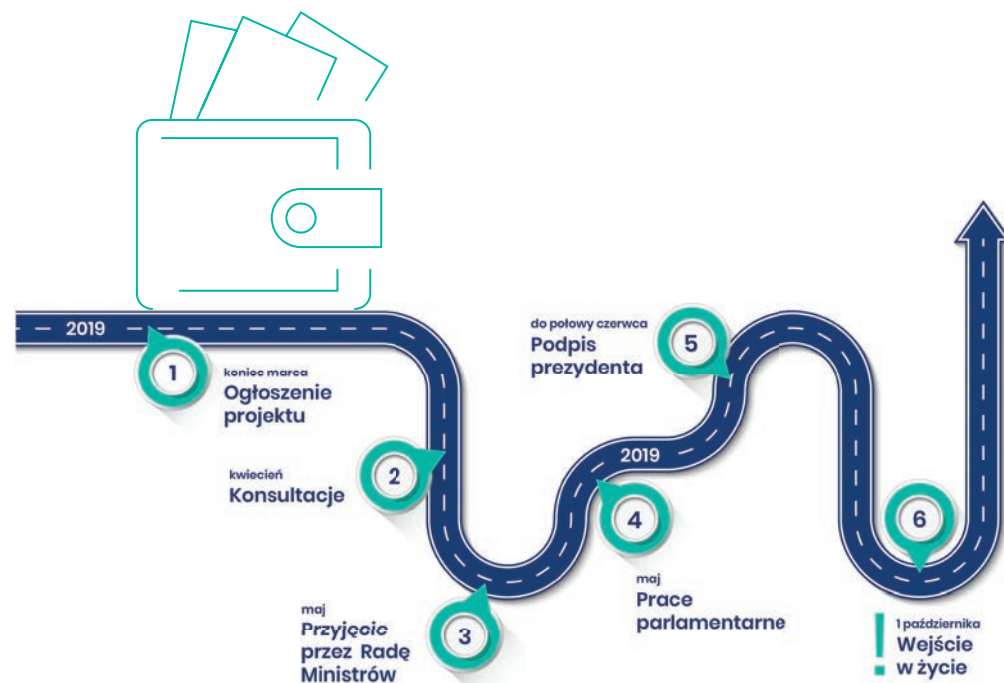 2019
1
koniec marca
Ogłoszenie
projektu
2
kwiecień
Konsultacje
3
maj
Przyjęcie
przez Radę
Ministrów
4
maj
Prace
parlamentarne
2019
5
do połowy czerwca
Podpis
prezydenta
6
! 1 października
Wejście
w życie